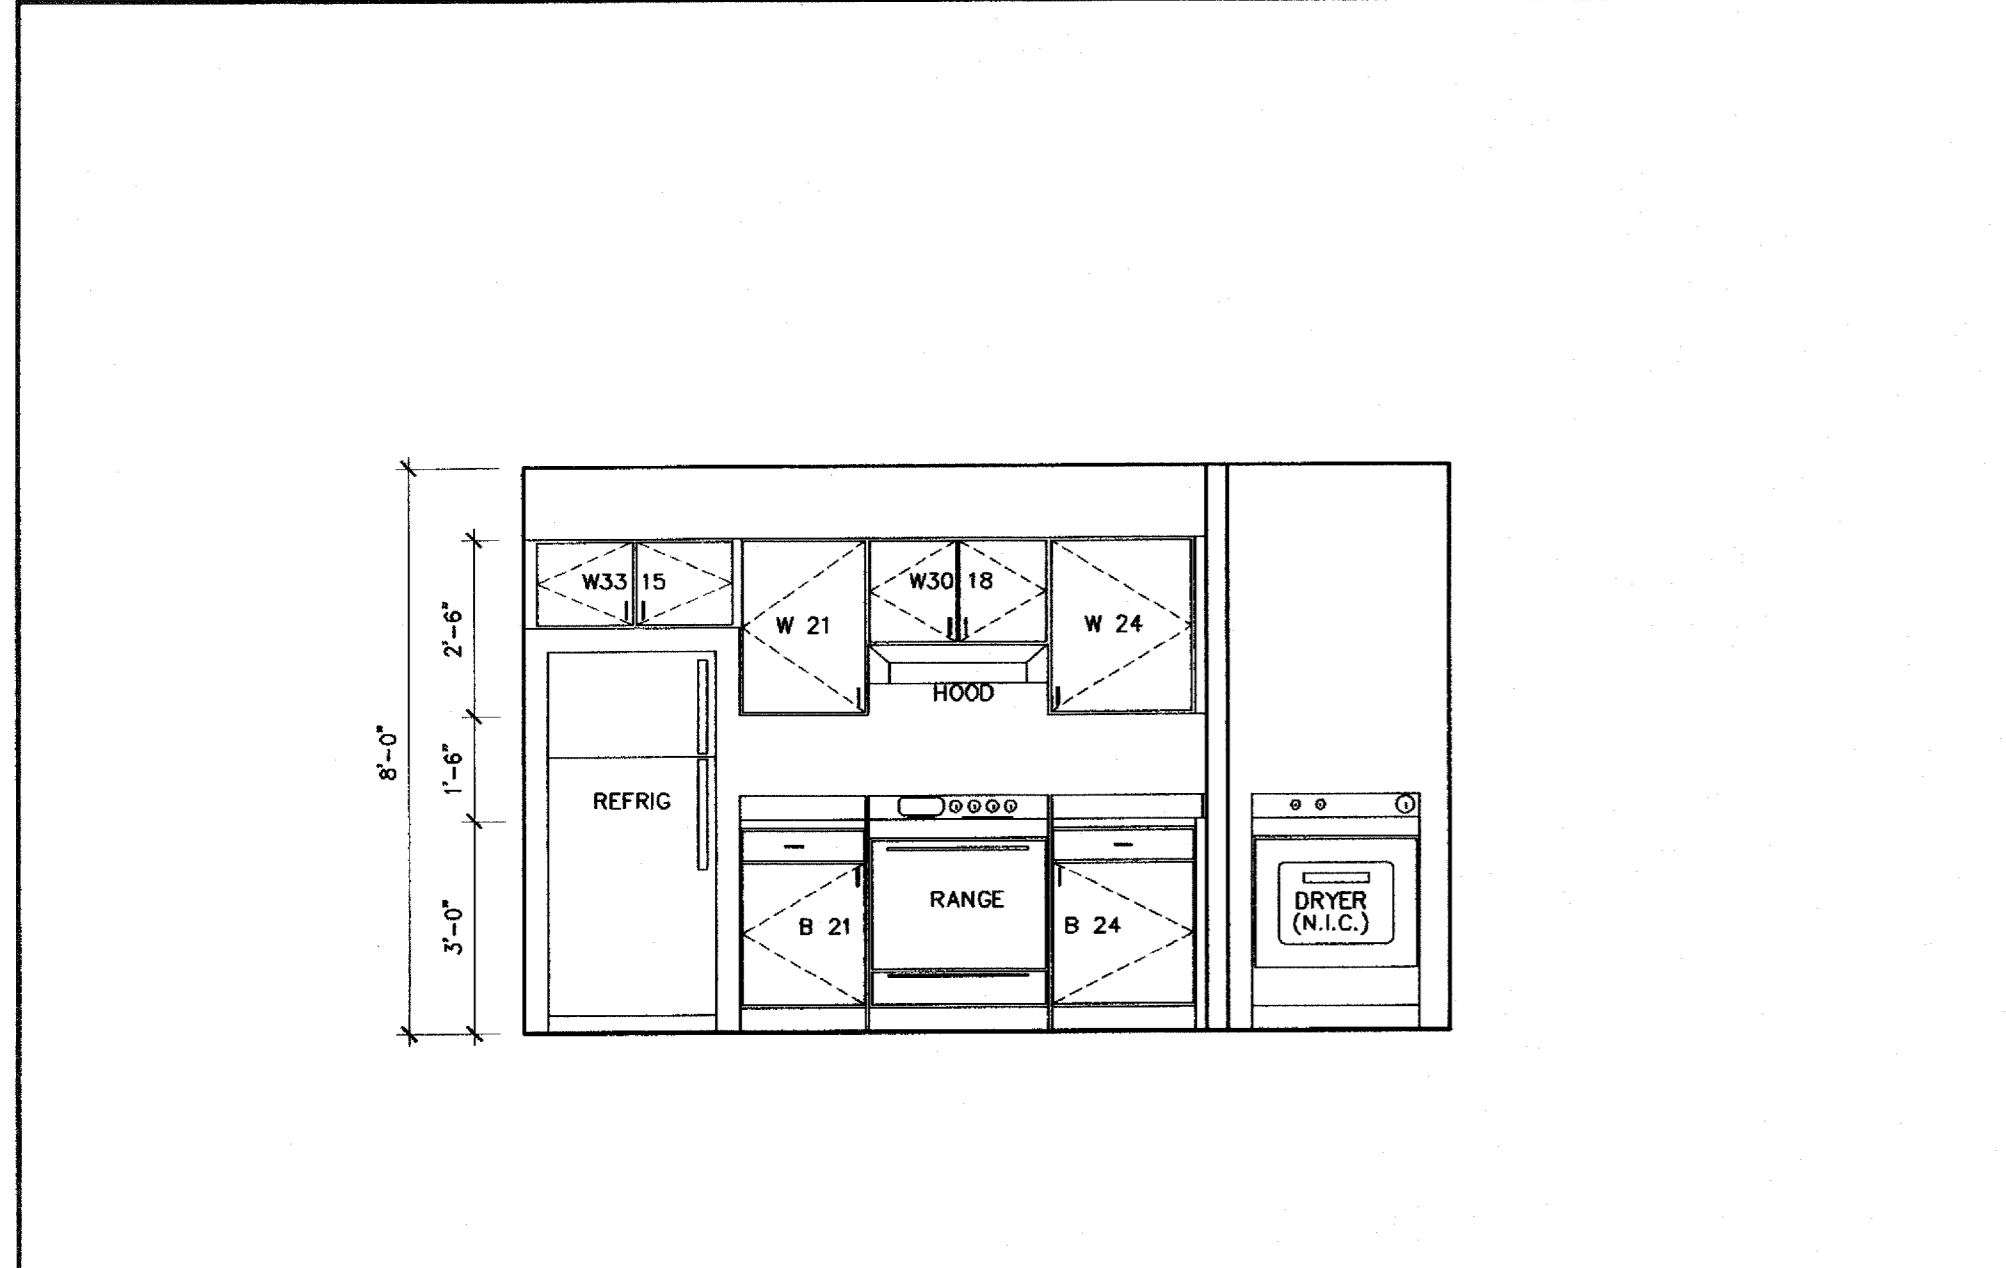 W33 15
W30 18
W 21
W 24
HOOD
2'-6"
8'-0"
1'-6"
REFRIG
RANGE
DRYER
(N.I.C.)
3'-0"
B 21
B 24